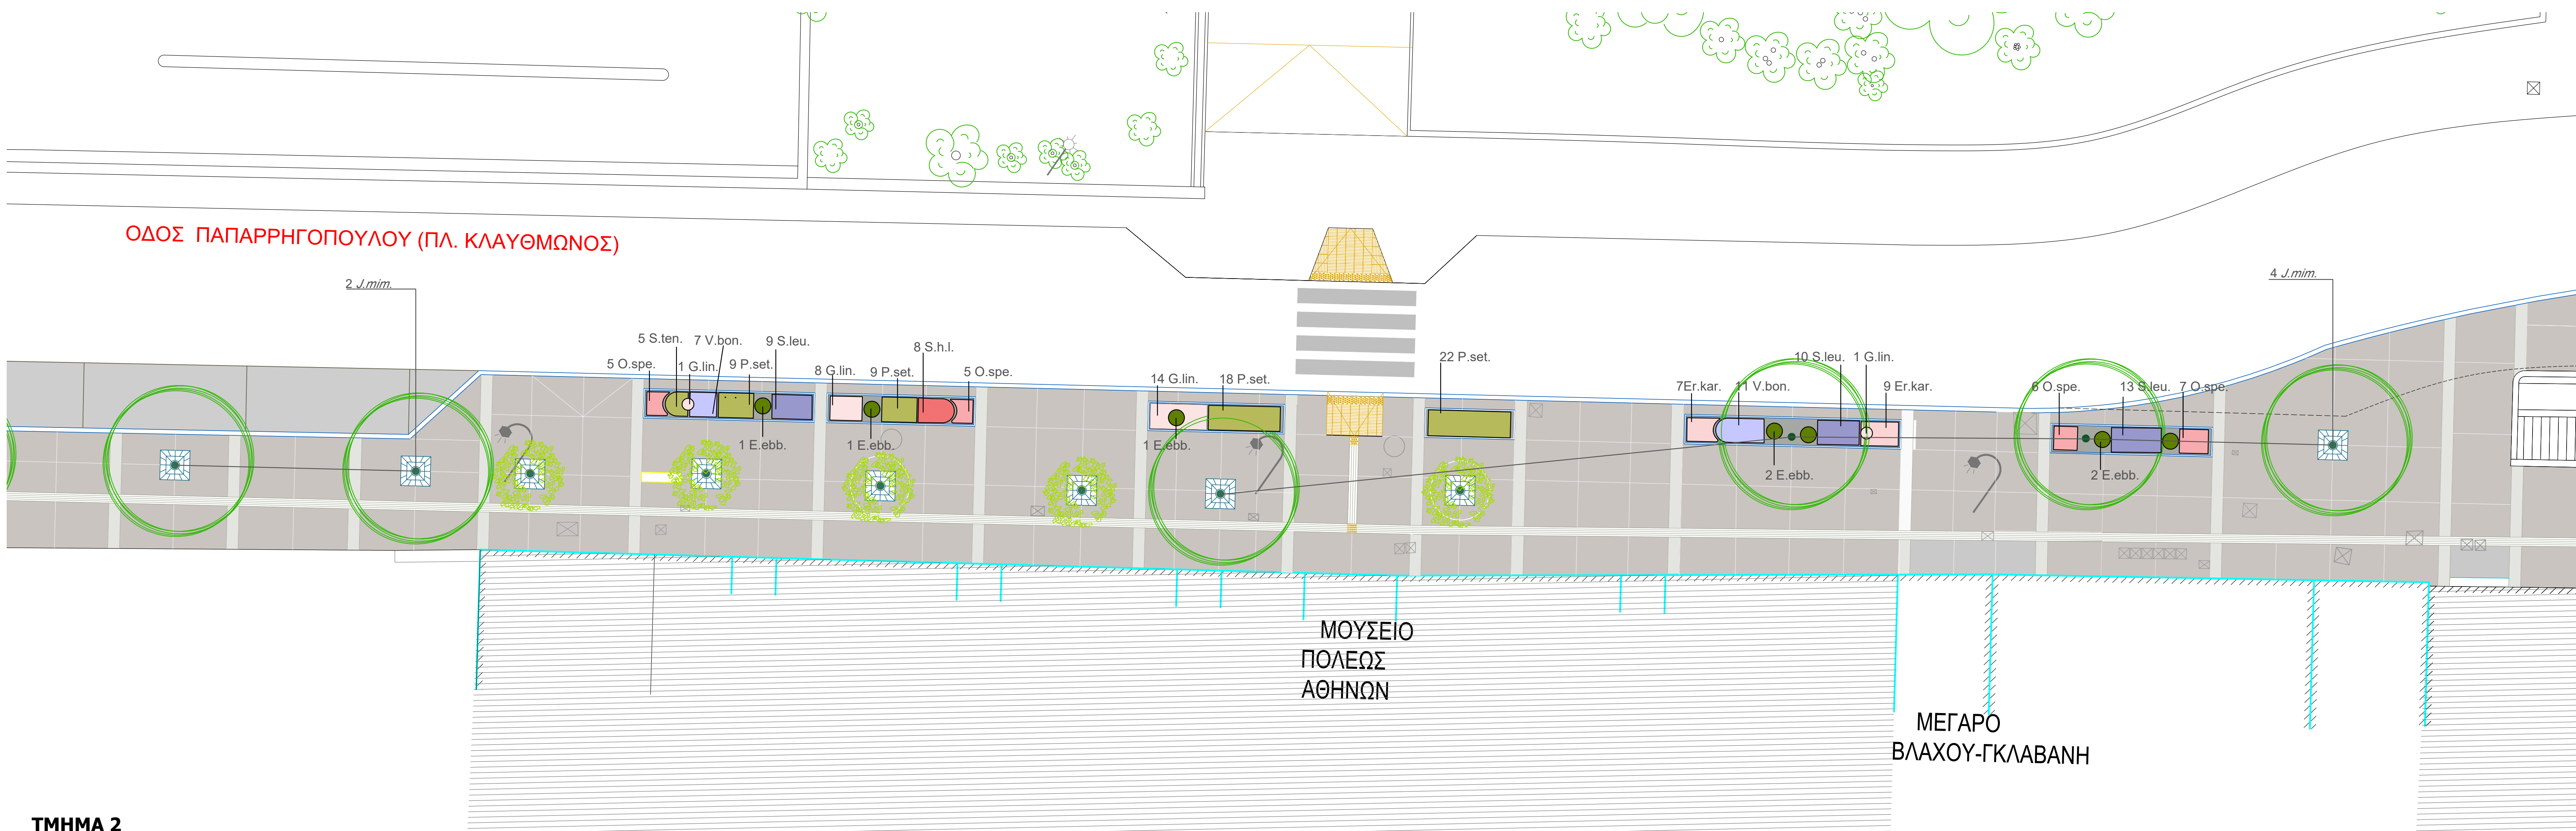 ΟΔΟΣ ΠΑΠΑΡΡΗΓΟΠΟΥΛΟΥ (ΠΛ. ΚΛΑΥΘΜΩΝΟΣ)
2 J.mim.
4 J.mim.
5 S.ten.
7 V.bon.
9 S.leu.
5 O.spe.
1 G.lin.
9 P.set.
1 E.ebb.
8 G.lin.
9 P.set.
8 S.h.l.
5 O.spe.
1 E.ebb.
14 G.lin.
18 P.set.
1 E.ebb.
22 P.set.
7Er.kar.
11 V.bon.
10 S.leu.
1 G.lin.
9 Er.kar.
2 E.ebb.
6 O.spe.
13 S.leu.
7 O.spe.
2 E.ebb.
ΜΟΥΣΕΙΟ
ΠΟΛΕΩΣ
ΑΘΗΝΩΝ
ΜΕΓΑΡΟ
ΒΛΑΧΟΥ-ΓΚΛΑΒΑΝΗ
ΤΜΗΜΑ 2